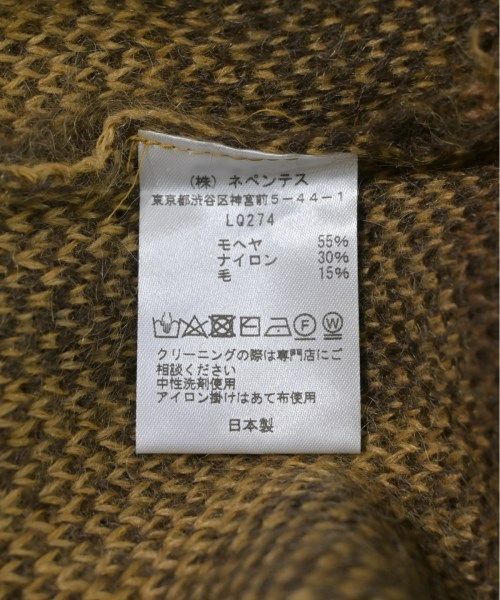 (株) ネペンテス
東京都渋谷区神宮前5-44-1
LQ274
モヘヤ 55%
ナイロン 30%
毛 15%
クリーニングの際は専門店にご
相談ください
中性洗剤使用
アイロン掛けはあて布使用
日本製